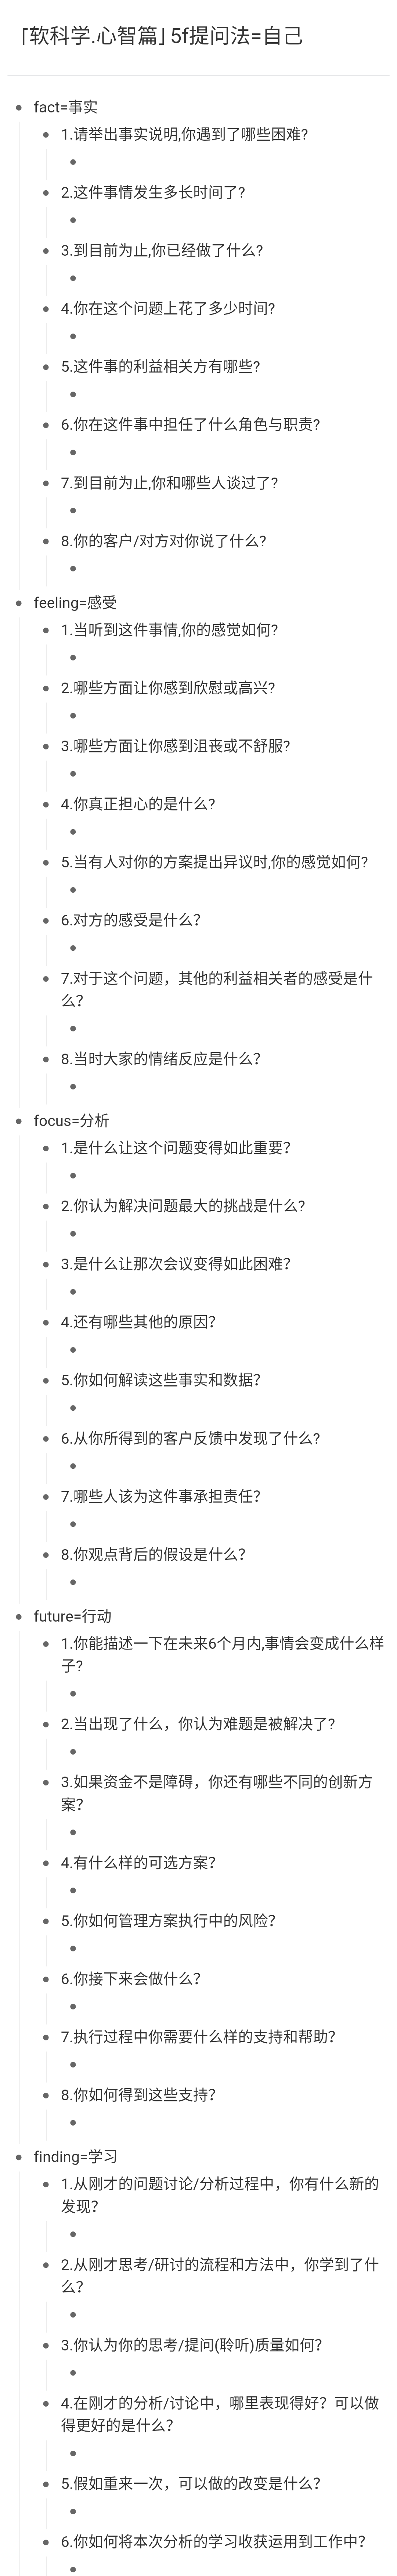 「软科学.心智篇」5f提问法=自己
fact=事实
1.请举出事实说明,你遇到了哪些困难?
2.这件事情发生多长时间了?
3.到目前为止,你已经做了什么?
4.你在这个问题上花了多少时间?
5.这件事的利益相关方有哪些?
6.你在这件事中担任了什么角色与职责?
7.到目前为止,你和哪些人谈过了?
8.你的客户/对方对你说了什么?
feeling=感受
1.当听到这件事情,你的感觉如何?
2.哪些方面让你感到欣慰或高兴?
3.哪些方面让你感到沮丧或不舒服?
4.你真正担心的是什么?
5.当有人对你的方案提出异议时,你的感觉如何?
6.对方的感受是什么？
7.对于这个问题，其他的利益相关者的感受是什
么？
8.当时大家的情绪反应是什么？
focus=分析
1.是什么让这个问题变得如此重要？
2.你认为解决问题最大的挑战是什么?
3.是什么让那次会议变得如此困难？
4.还有哪些其他的原因？
5.你如何解读这些事实和数据？
6.从你所得到的客户反馈中发现了什么?
7.哪些人该为这件事承担责任？
8.你观点背后的假设是什么？
future=行动
1.你能描述一下在未来6个月内,事情会变成什么样
子?
2.当出现了什么，你认为难题是被解决了?
3.如果资金不是障碍，你还有哪些不同的创新方
案？
4.有什么样的可选方案？
5.你如何管理方案执行中的风险？
6.你接下来会做什么？
7.执行过程中你需要什么样的支持和帮助？
8.你如何得到这些支持？
finding=学习
1.从刚才的问题讨论/分析过程中，你有什么新的
发现？
2.从刚才思考/研讨的流程和方法中，你学到了什
么？
3.你认为你的思考/提问(聆听)质量如何？
4.在刚才的分析/讨论中，哪里表现得好？可以做
得更好的是什么？
5.假如重来一次，可以做的改变是什么？
6.你如何将本次分析的学习收获运用到工作中？